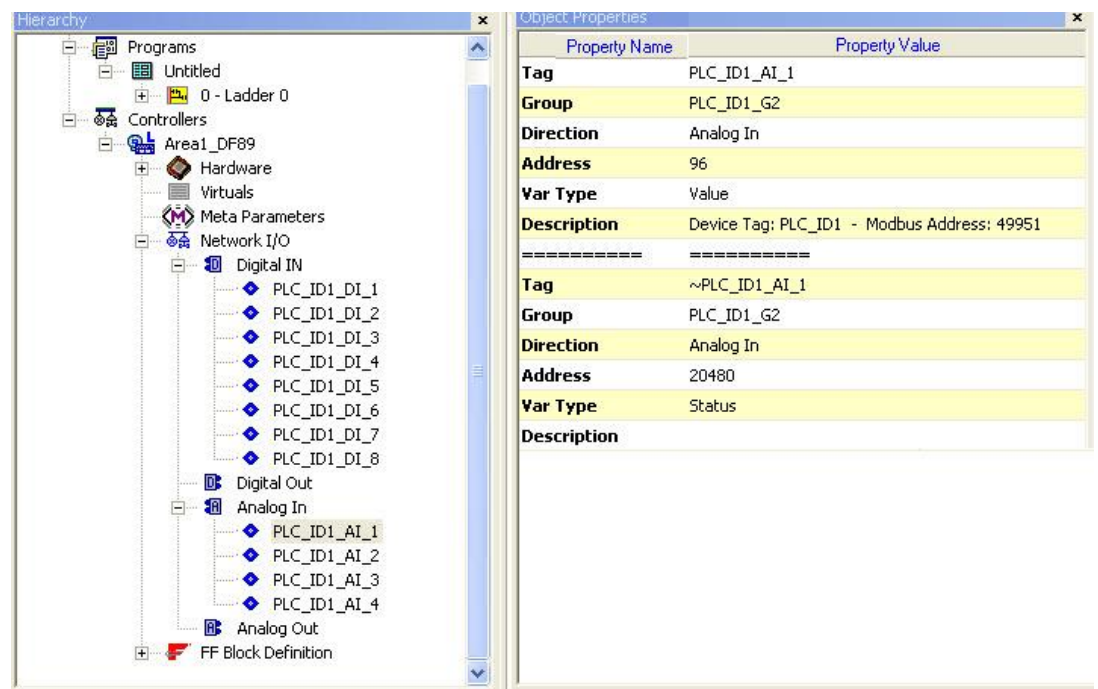 Hierarchy
Programs
Untitled
0 - Ladder 0
Controllers
Area1_DF89
Hardware
Virtuals
Meta Parameters
Network I/O
Digital IN
PLC_ID1_DI_1
PLC_ID1_DI_2
PLC_ID1_DI_3
PLC_ID1_DI_4
PLC_ID1_DI_5
PLC_ID1_DI_6
PLC_ID1_DI_7
PLC_ID1_DI_8
Digital Out
Analog In
PLC_ID1_AI_1
PLC_ID1_AI_2
PLC_ID1_AI_3
PLC_ID1_AI_4
Analog Out
FF Block Definition
Object Properties
Property Name Property Value
Tag PLC_ID1_AI_1
Group PLC_ID1_G2
Direction Analog In
Address 96
Var Type Value
Description Device Tag: PLC_ID1 - Modbus Address: 49951
========== ==========
Tag ~PLC_ID1_AI_1
Group PLC_ID1_G2
Direction Analog In
Address 20480
Var Type Status
Description